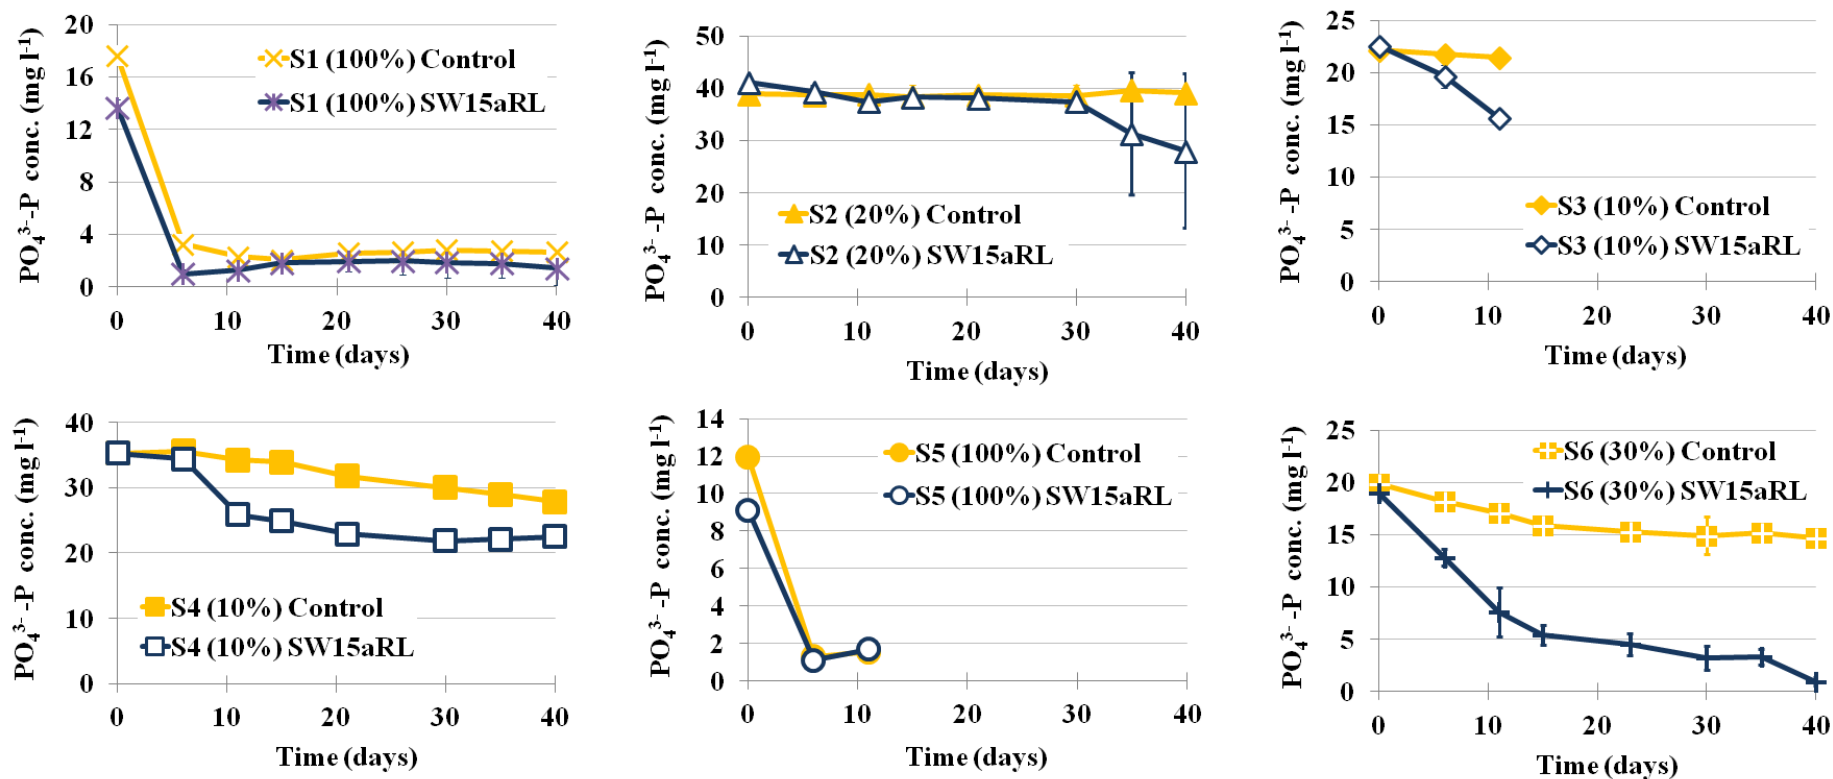 PO₄³⁻-P conc. (mg l⁻¹)
20
16
12
8
4
0
S1 (100%) Control
S1 (100%) SW15aRL
0 10 20 30 40
Time (days)
PO₄³⁻-P conc. (mg l⁻¹)
50
40
30
20
10
0
S2 (20%) Control
S2 (20%) SW15aRL
0 10 20 30 40
Time (days)
PO₄³⁻-P conc. (mg l⁻¹)
25
20
15
10
5
0
S3 (10%) Control
S3 (10%) SW15aRL
0 10 20 30 40
Time (days)
PO₄³⁻-P conc. (mg l⁻¹)
40
30
20
10
0
S4 (10%) Control
S4 (10%) SW15aRL
0 10 20 30 40
Time (days)
PO₄³⁻-P conc. (mg l⁻¹)
14
12
10
8
6
4
2
0
S5 (100%) Control
S5 (100%) SW15aRL
0 10 20 30 40
Time (days)
PO₄³⁻-P conc. (mg l⁻¹)
25
20
15
10
5
0
S6 (30%) Control
S6 (30%) SW15aRL
0 10 20 30 40
Time (days)